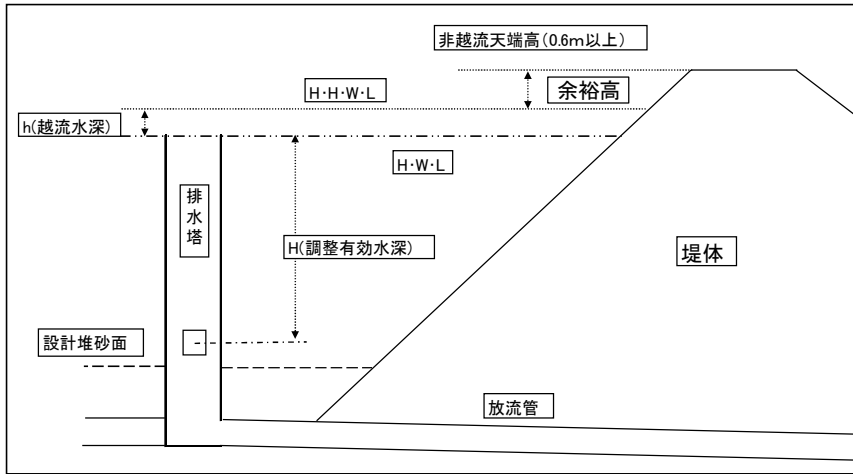 非越流天端高（0.6m以上）
H・H・W・L
余裕高
h（越流水深）
H・W・L
排水塔
H（調整有効水深）
堤体
設計堆砂面
放流管